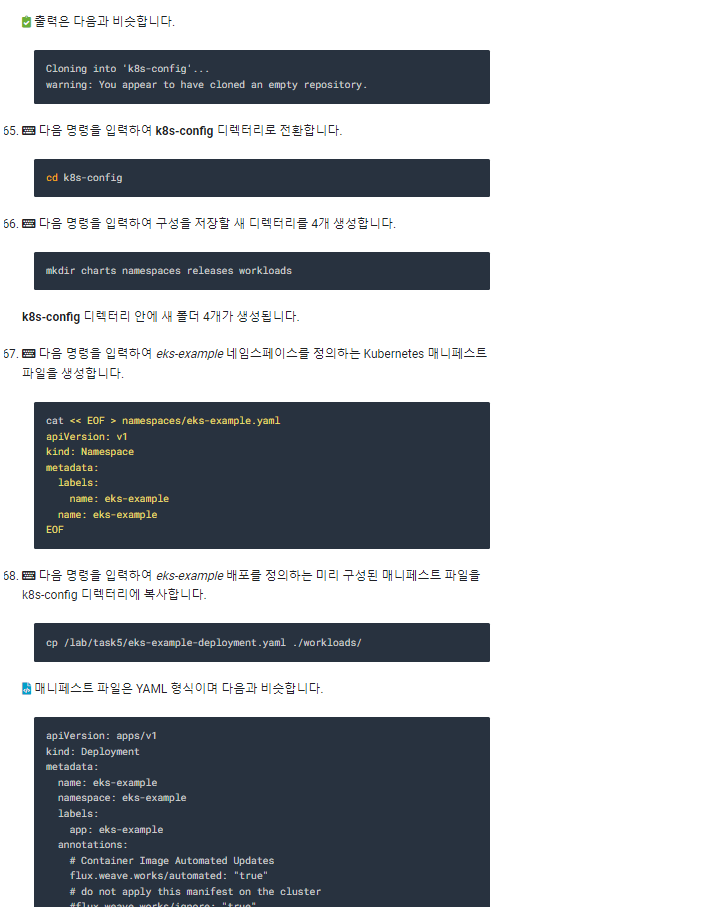 출력은 다음과 비슷합니다.
Cloning into 'k8s-config'...
warning: You appear to have cloned an empty repository.
65. 다음 명령을 입력하여 k8s-config 디렉터리로 전환합니다.
cd k8s-config
66. 다음 명령을 입력하여 구성을 저장할 새 디렉터리를 4개 생성합니다.
mkdir charts namespaces releases workloads
k8s-config 디렉터리 안에 새 폴더 4개가 생성됩니다.
67. 다음 명령을 입력하여 eks-example 네임스페이스를 정의하는 Kubernetes 매니페스트
파일을 생성합니다.
cat << EOF > namespaces/eks-example.yaml
apiVersion: v1
kind: Namespace
metadata:
  labels:
    name: eks-example
  name: eks-example
EOF
68. 다음 명령을 입력하여 eks-example 배포를 정의하는 미리 구성된 매니페스트 파일을
k8s-config 디렉터리에 복사합니다.
cp /lab/task5/eks-example-deployment.yaml ./workloads/
매니페스트 파일은 YAML 형식이며 다음과 비슷합니다.
apiVersion: apps/v1
kind: Deployment
metadata:
  name: eks-example
  namespace: eks-example
  labels:
    app: eks-example
  annotations:
    # Container Image Automated Updates
    flux.weave.works/automated: "true"
    # do not apply this manifest on the cluster
    #flux.weave.works/ignore: "true"